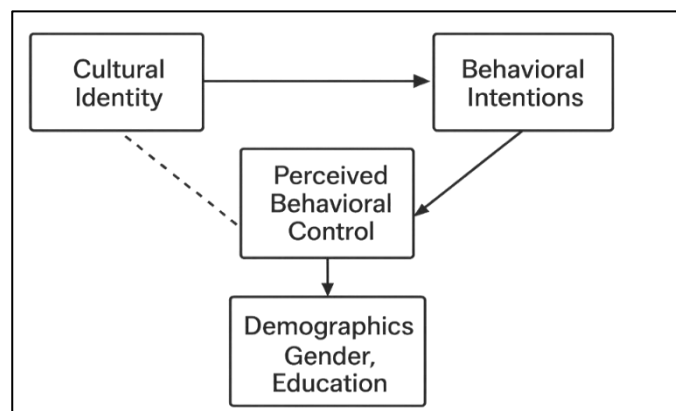 Cultural
Identity
Behavioral
Intentions
Perceived
Behavioral
Control
Demographics
Gender,
Education